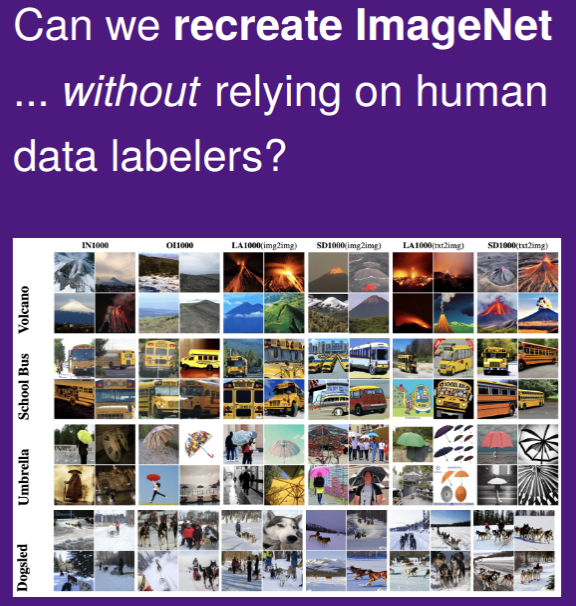 Can we recreate ImageNet
... without relying on human
data labelers?
IN1000 OI1000 LA1000(img2img) SD1000(img2img) LA1000(txt2img) SD1000(txt2img)
Volcano
School Bus
Umbrella
Dogsled